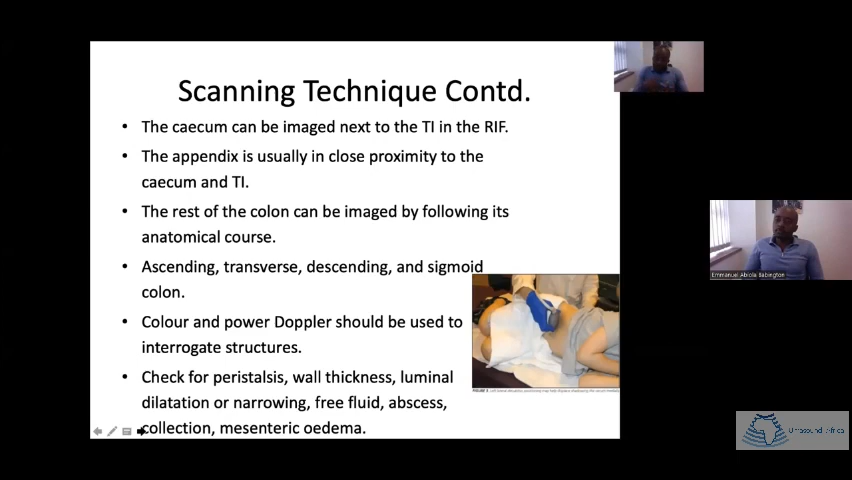 Scanning Technique Contd.
• The caecum can be imaged next to the TI in the RIF.
• The appendix is usually in close proximity to the
caecum and TI.
• The rest of the colon can be imaged by following its
anatomical course.
• Ascending, transverse, descending, and sigmoid
colon.
• Colour and power Doppler should be used to
interrogate structures.
• Check for peristalsis, wall thickness, luminal
dilatation or narrowing, free fluid, abscess,
collection, mesenteric oedema.
Emmanuel Abiola Babington
Ultrasound Africa